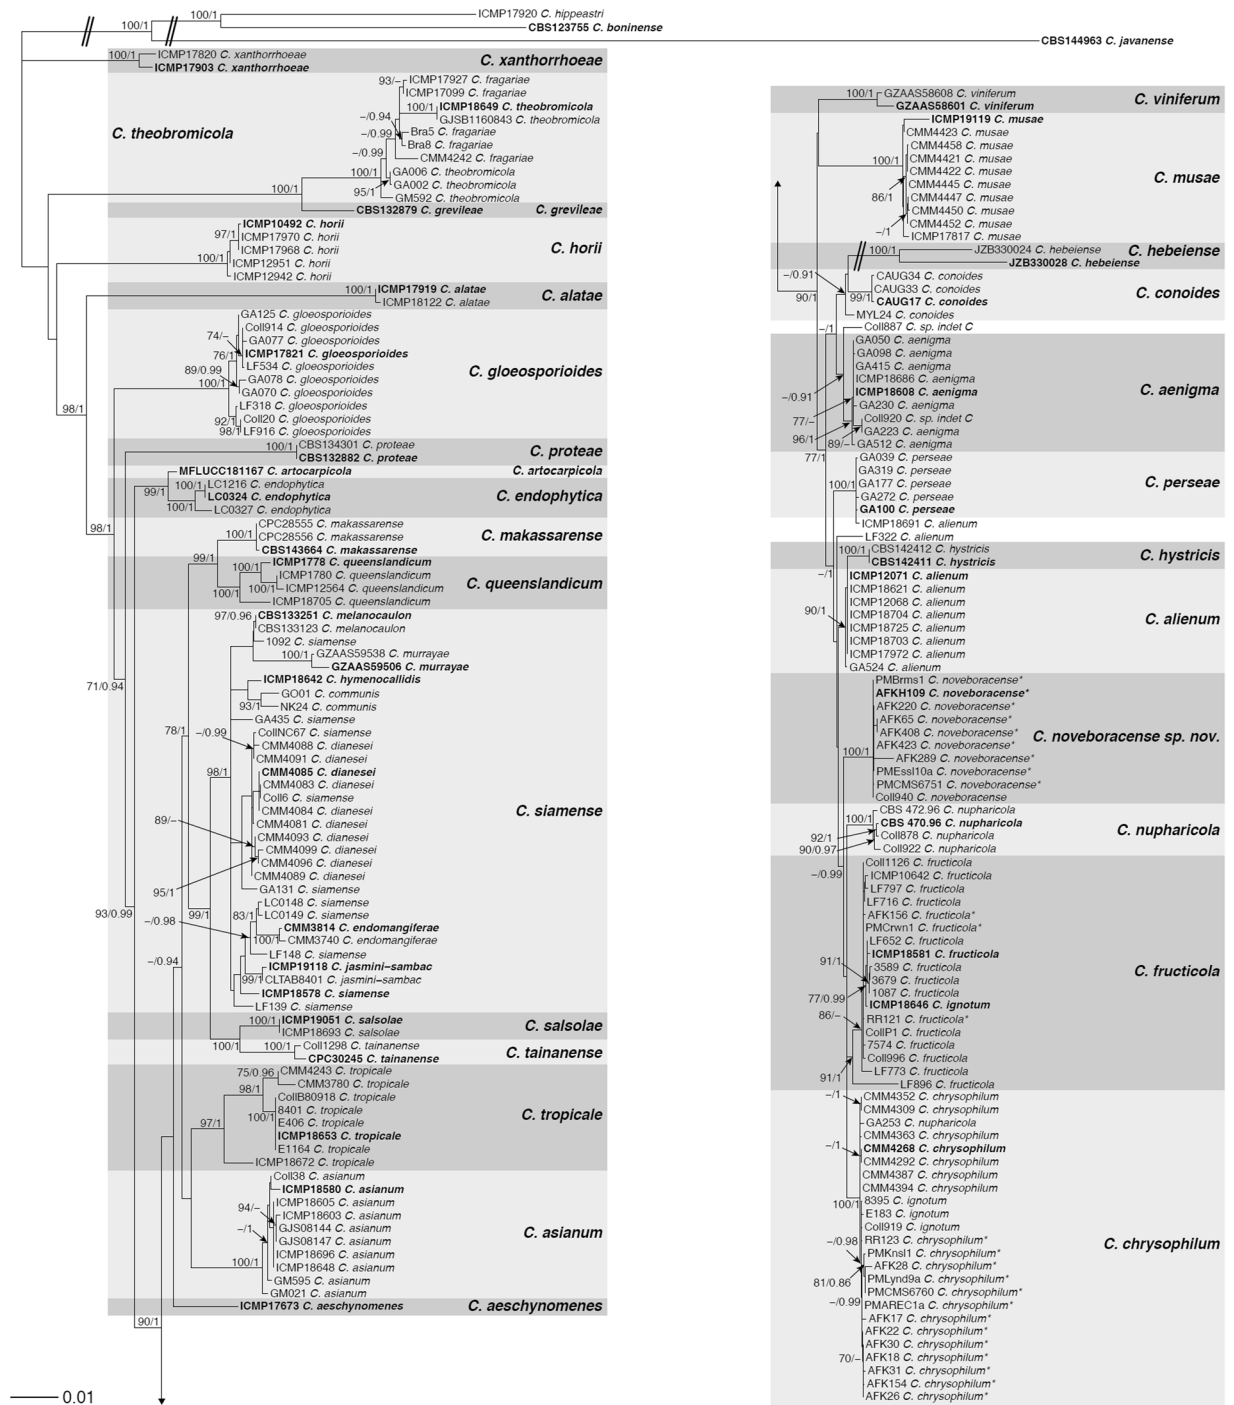 ICMP17920 C. hippeastri
100/1
CBS123755 C. boninense
100/1
CBS144963 C. javanense
ICMP17820 C. xanthorrhoeae
100/1
ICMP17903 C. xanthorrhoeae
C. xanthorrhoeae
ICMP17927 C. fragariae
93/–
ICMP17099 C. fragariae
ICMP18649 C. theobromicola
100/1
GJSB1160843 C. theobromicola
–/0.94
Bra5 C. fragariae
–/0.99
Bra8 C. fragariae
–/0.99
CMM4242 C. fragariae
GA006 C. theobromicola
100/1
GA002 C. theobromicola
95/1
GM592 C. theobromicola
C. theobromicola
100/1
CBS132879 C. grevileae
C. grevileae
ICMP10492 C. horii
97/1
ICMP17970 C. horii
ICMP17968 C. horii
100/1
ICMP12951 C. horii
ICMP12942 C. horii
C. horii
ICMP17919 C. alatae
100/1
ICMP18122 C. alatae
C. alatae
GA125 C. gloeosporioides
Coll914 C. gloeosporioides
74/–
GA077 C. gloeosporioides
76/1
ICMP17821 C. gloeosporioides
89/0.99
LF534 C. gloeosporioides
GA078 C. gloeosporioides
100/1
GA070 C. gloeosporioides
LF318 C. gloeosporioides
92/1
Coll20 C. gloeosporioides
98/1
LF916 C. gloeosporioides
C. gloeosporioides
98/1
CBS134301 C. proteae
100/1
CBS132882 C. proteae
C. proteae
MFLUCC181167 C. artocarpicola
C. artocarpicola
99/1
LC1216 C. endophytica
100/1
LC0324 C. endophytica
100/1
LC0327 C. endophytica
C. endophytica
98/1
CPC28555 C. makassarense
100/1
CPC28556 C. makassarense
CBS143664 C. makassarense
C. makassarense
99/1
ICMP1778 C. queenslandicum
100/1
ICMP1780 C. queenslandicum
100/1
ICMP12564 C. queenslandicum
100/1
ICMP18705 C. queenslandicum
C. queenslandicum
97/0.96
CBS133251 C. melanocaulon
CBS133123 C. melanocaulon
1092 C. siamense
GZAAS59538 C. murrayae
100/1
GZAAS59506 C. murrayae
ICMP18642 C. hymenocallidis
71/0.94
GO01 C. communis
93/1
NK24 C. communis
GA435 C. siamense
78/1
–/0.99
CollNC67 C. siamense
CMM4088 C. dianesei
CMM4091 C. dianesei
98/1
CMM4085 C. dianesei
CMM4083 C. dianesei
Coll6 C. siamense
CMM4084 C. dianesei
89/–
CMM4081 C. dianesei
CMM4093 C. dianesei
CMM4099 C. dianesei
CMM4096 C. dianesei
CMM4089 C. dianesei
95/1
GA131 C. siamense
C. siamense
LC0148 C. siamense
93/0.99
99/1
83/1
LC0149 C. siamense
–/0.98
CMM3814 C. endomangiferae
100/1
CMM3740 C. endomangiferae
LF148 C. siamense
–/0.94
ICMP19118 C. jasmini–sambac
99/1
CLTAB8401 C. jasmini–sambac
ICMP18578 C. siamense
LF139 C. siamense
ICMP19051 C. salsolae
100/1
ICMP18693 C. salsolae
C. salsolae
100/1
Coll1298 C. tainanense
100/1
CPC30245 C. tainanense
C. tainanense
75/0.96
CMM4243 C. tropicale
CMM3780 C. tropicale
98/1
CollB80918 C. tropicale
8401 C. tropicale
100/1
E406 C. tropicale
97/1
ICMP18653 C. tropicale
E1164 C. tropicale
ICMP18672 C. tropicale
C. tropicale
Coll38 C. asianum
ICMP18580 C. asianum
94/–
ICMP18605 C. asianum
ICMP18603 C. asianum
–/1
GJS08144 C. asianum
GJS08147 C. asianum
ICMP18696 C. asianum
100/1
ICMP18648 C. asianum
GM595 C. asianum
GM021 C. asianum
C. asianum
ICMP17673 C. aeschynomenes
C. aeschynomenes
90/1
0.01
GZAAS58608 C. viniferum
100/1
GZAAS58601 C. viniferum
C. viniferum
ICMP19119 C. musae
CMM4423 C. musae
CMM4458 C. musae
CMM4421 C. musae
100/1
CMM4422 C. musae
CMM4445 C. musae
86/1
CMM4447 C. musae
CMM4450 C. musae
CMM4452 C. musae
–/1
ICMP17817 C. musae
C. musae
JZB330024 C. hebeiense
100/1
JZB330028 C. hebeiense
C. hebeiense
–/0.91
CAUG34 C. conoides
CAUG33 C. conoides
90/1
99/1
CAUG17 C. conoides
MYL24 C. conoides
C. conoides
–/1
Coll887 C. sp. indet C
GA050 C. aenigma
GA098 C. aenigma
GA415 C. aenigma
ICMP18686 C. aenigma
–/0.91
ICMP18608 C. aenigma
GA230 C. aenigma
77/–
Coll920 C. sp. indet C
96/1
GA223 C. aenigma
89/–
GA512 C. aenigma
C. aenigma
77/1
GA039 C. perseae
GA319 C. perseae
GA177 C. perseae
100/1
GA272 C. perseae
GA100 C. perseae
C. perseae
ICMP18691 C. alienum
LF322 C. alienum
100/1
CBS142412 C. hystricis
CBS142411 C. hystricis
C. hystricis
–/1
ICMP12071 C. alienum
ICMP18621 C. alienum
ICMP12068 C. alienum
90/1
ICMP18704 C. alienum
ICMP18725 C. alienum
ICMP18703 C. alienum
ICMP17972 C. alienum
GA524 C. alienum
C. alienum
PMBrms1 C. noveboracense*
AFKH109 C. noveboracense*
AFK220 C. noveboracense*
AFK65 C. noveboracense*
AFK408 C. noveboracense*
AFK423 C. noveboracense*
100/1
AFK289 C. noveboracense*
PMEssl10a C. noveboracense*
PMCMS6751 C. noveboracense*
Coll940 C. noveboracense
C. noveboracense sp. nov.
CBS 472.96 C. nupharicola
100/1
CBS 470.96 C. nupharicola
92/1
Coll878 C. nupharicola
90/0.97
Coll922 C. nupharicola
C. nupharicola
Coll1126 C. fructicola
–/0.99
ICMP10642 C. fructicola
LF797 C. fructicola
LF716 C. fructicola
AFK156 C. fructicola*
PMCrwn1 C. fructicola*
LF652 C. fructicola
ICMP18581 C. fructicola
91/1
3589 C. fructicola
3679 C. fructicola
1087 C. fructicola
77/0.99
ICMP18646 C. ignotum
86/–
RR121 C. fructicola*
CollP1 C. fructicola
7574 C. fructicola
Coll996 C. fructicola
91/1
LF773 C. fructicola
LF896 C. fructicola
C. fructicola
–/1
CMM4352 C. chrysophilum
CMM4309 C. chrysophilum
GA253 C. nupharicola
CMM4363 C. chrysophilum
–/1
CMM4268 C. chrysophilum
CMM4292 C. chrysophilum
CMM4387 C. chrysophilum
CMM4394 C. chrysophilum
100/1
8395 C. ignotum
E183 C. ignotum
Coll919 C. ignotum
–/0.98
RR123 C. chrysophilum*
PMKnsl1 C. chrysophilum*
AFK28 C. chrysophilum*
81/0.86
PMLynd9a C. chrysophilum*
PMCMS6760 C. chrysophilum*
–/0.99
PMAREC1a C. chrysophilum*
AFK17 C. chrysophilum*
AFK22 C. chrysophilum*
AFK30 C. chrysophilum*
70/–
AFK18 C. chrysophilum*
AFK31 C. chrysophilum*
AFK154 C. chrysophilum*
AFK26 C. chrysophilum*
C. chrysophilum